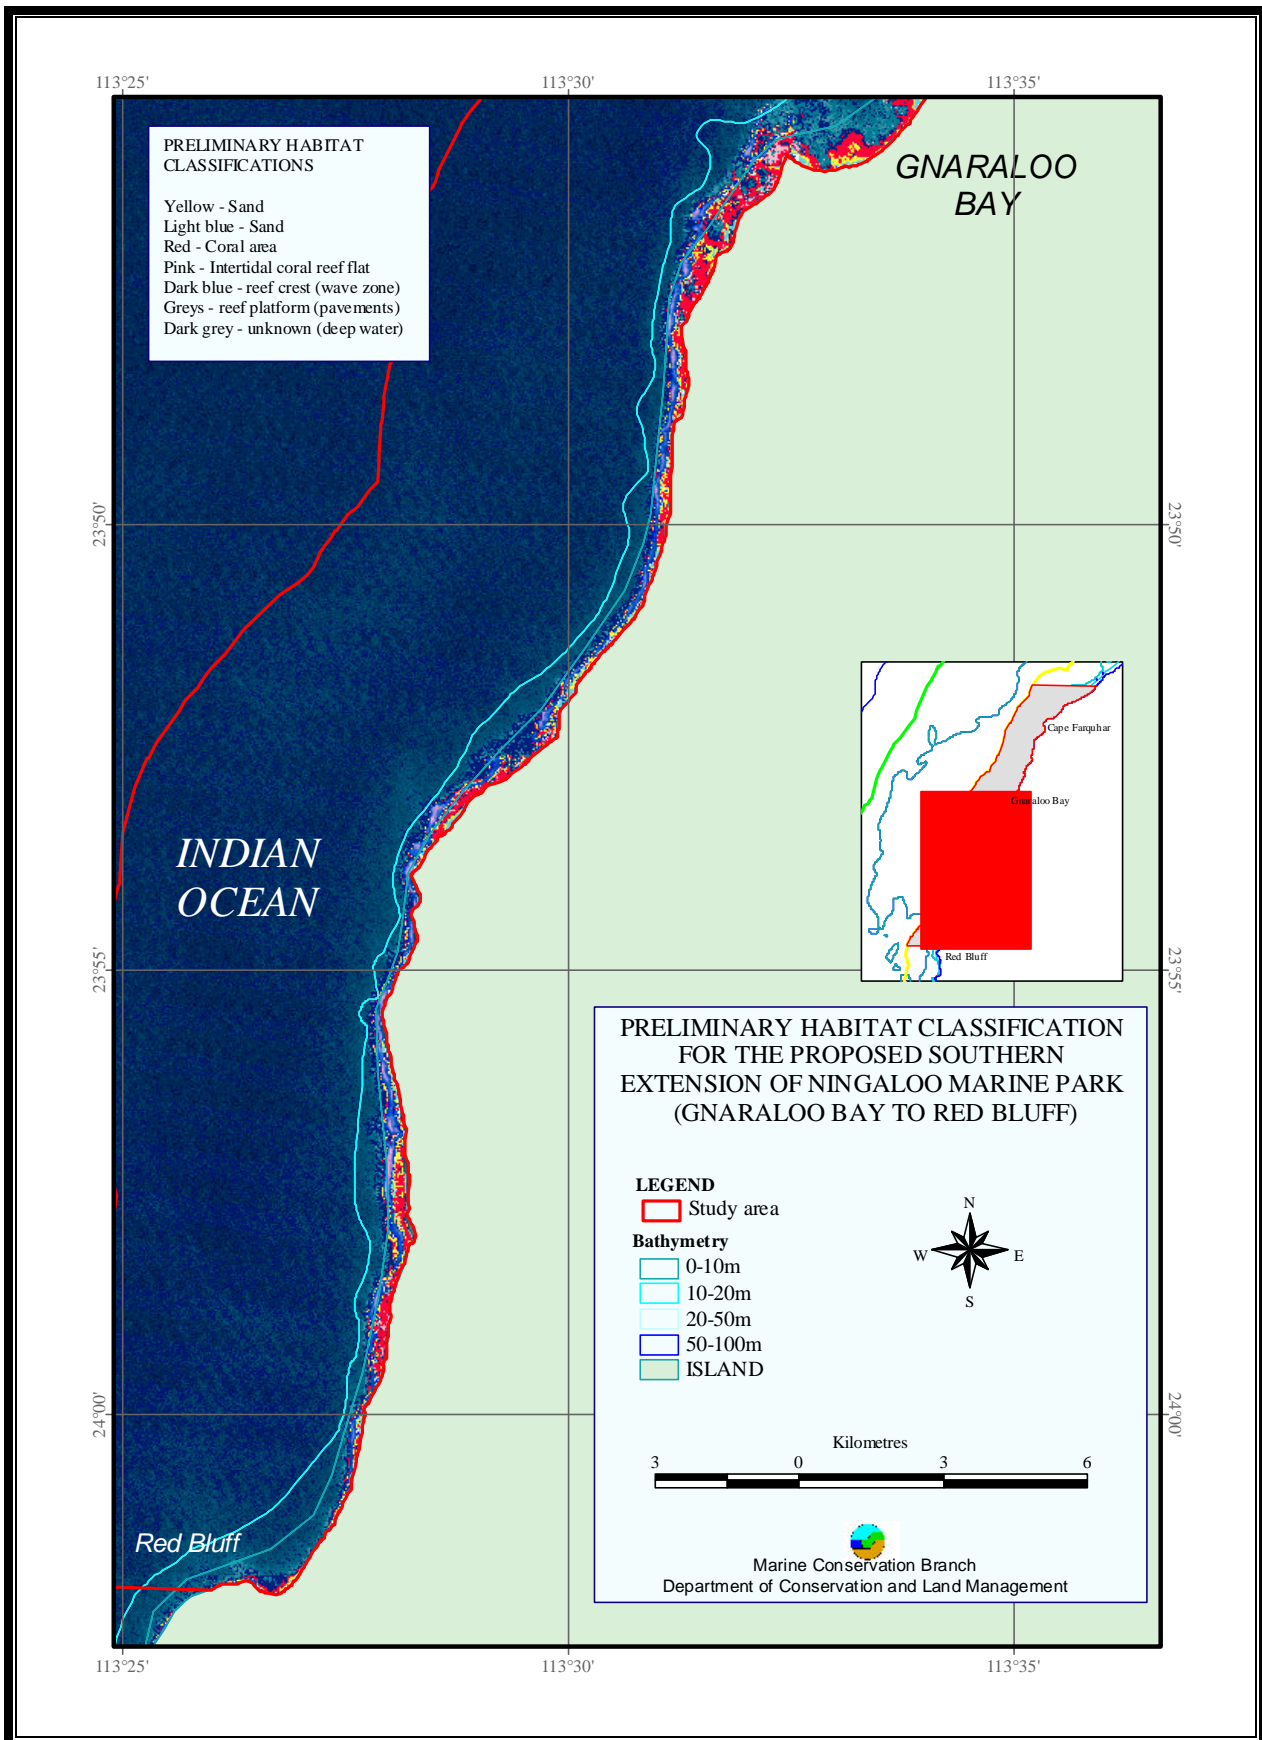 113°25'
113°30'
113°35'
PRELIMINARY HABITAT
CLASSIFICATIONS
Yellow - Sand
Light blue - Sand
Red - Coral area
Pink - Intertidal coral reef flat
Dark blue - reef crest (wave zone)
Greys - reef platform (pavements)
Dark grey - unknown (deep water)
GNARALOO
BAY
23°50'
23°50'
Cape Farquhar
Gnaraloo Bay
Red Bluff
INDIAN
OCEAN
23°55'
23°55'
PRELIMINARY HABITAT CLASSIFICATION
FOR THE PROPOSED SOUTHERN
EXTENSION OF NINGALOO MARINE PARK
(GNARALOO BAY TO RED BLUFF)
LEGEND
Study area
Bathymetry
0-10m
10-20m
20-50m
50-100m
ISLAND
N
W
E
S
24°00'
24°00'
Kilometres
3
0
3
6
Red Bluff
Marine Conservation Branch
Department of Conservation and Land Management
113°25'
113°30'
113°35'